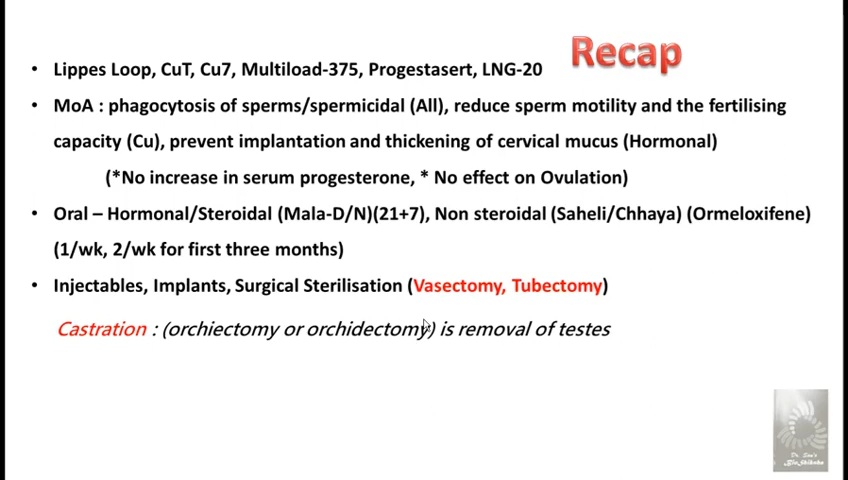 Recap
• Lippes Loop, CuT, Cu7, Multiload-375, Progestasert, LNG-20
• MoA : phagocytosis of sperms/spermicidal (All), reduce sperm motility and the fertilising
capacity (Cu), prevent implantation and thickening of cervical mucus (Hormonal)
(*No increase in serum progesterone, * No effect on Ovulation)
• Oral – Hormonal/Steroidal (Mala-D/N)(21+7), Non steroidal (Saheli/Chhaya) (Ormeloxifene)
(1/wk, 2/wk for first three months)
• Injectables, Implants, Surgical Sterilisation (Vasectomy, Tubectomy)
Castration : (orchiectomy or orchidectomy) is removal of testes